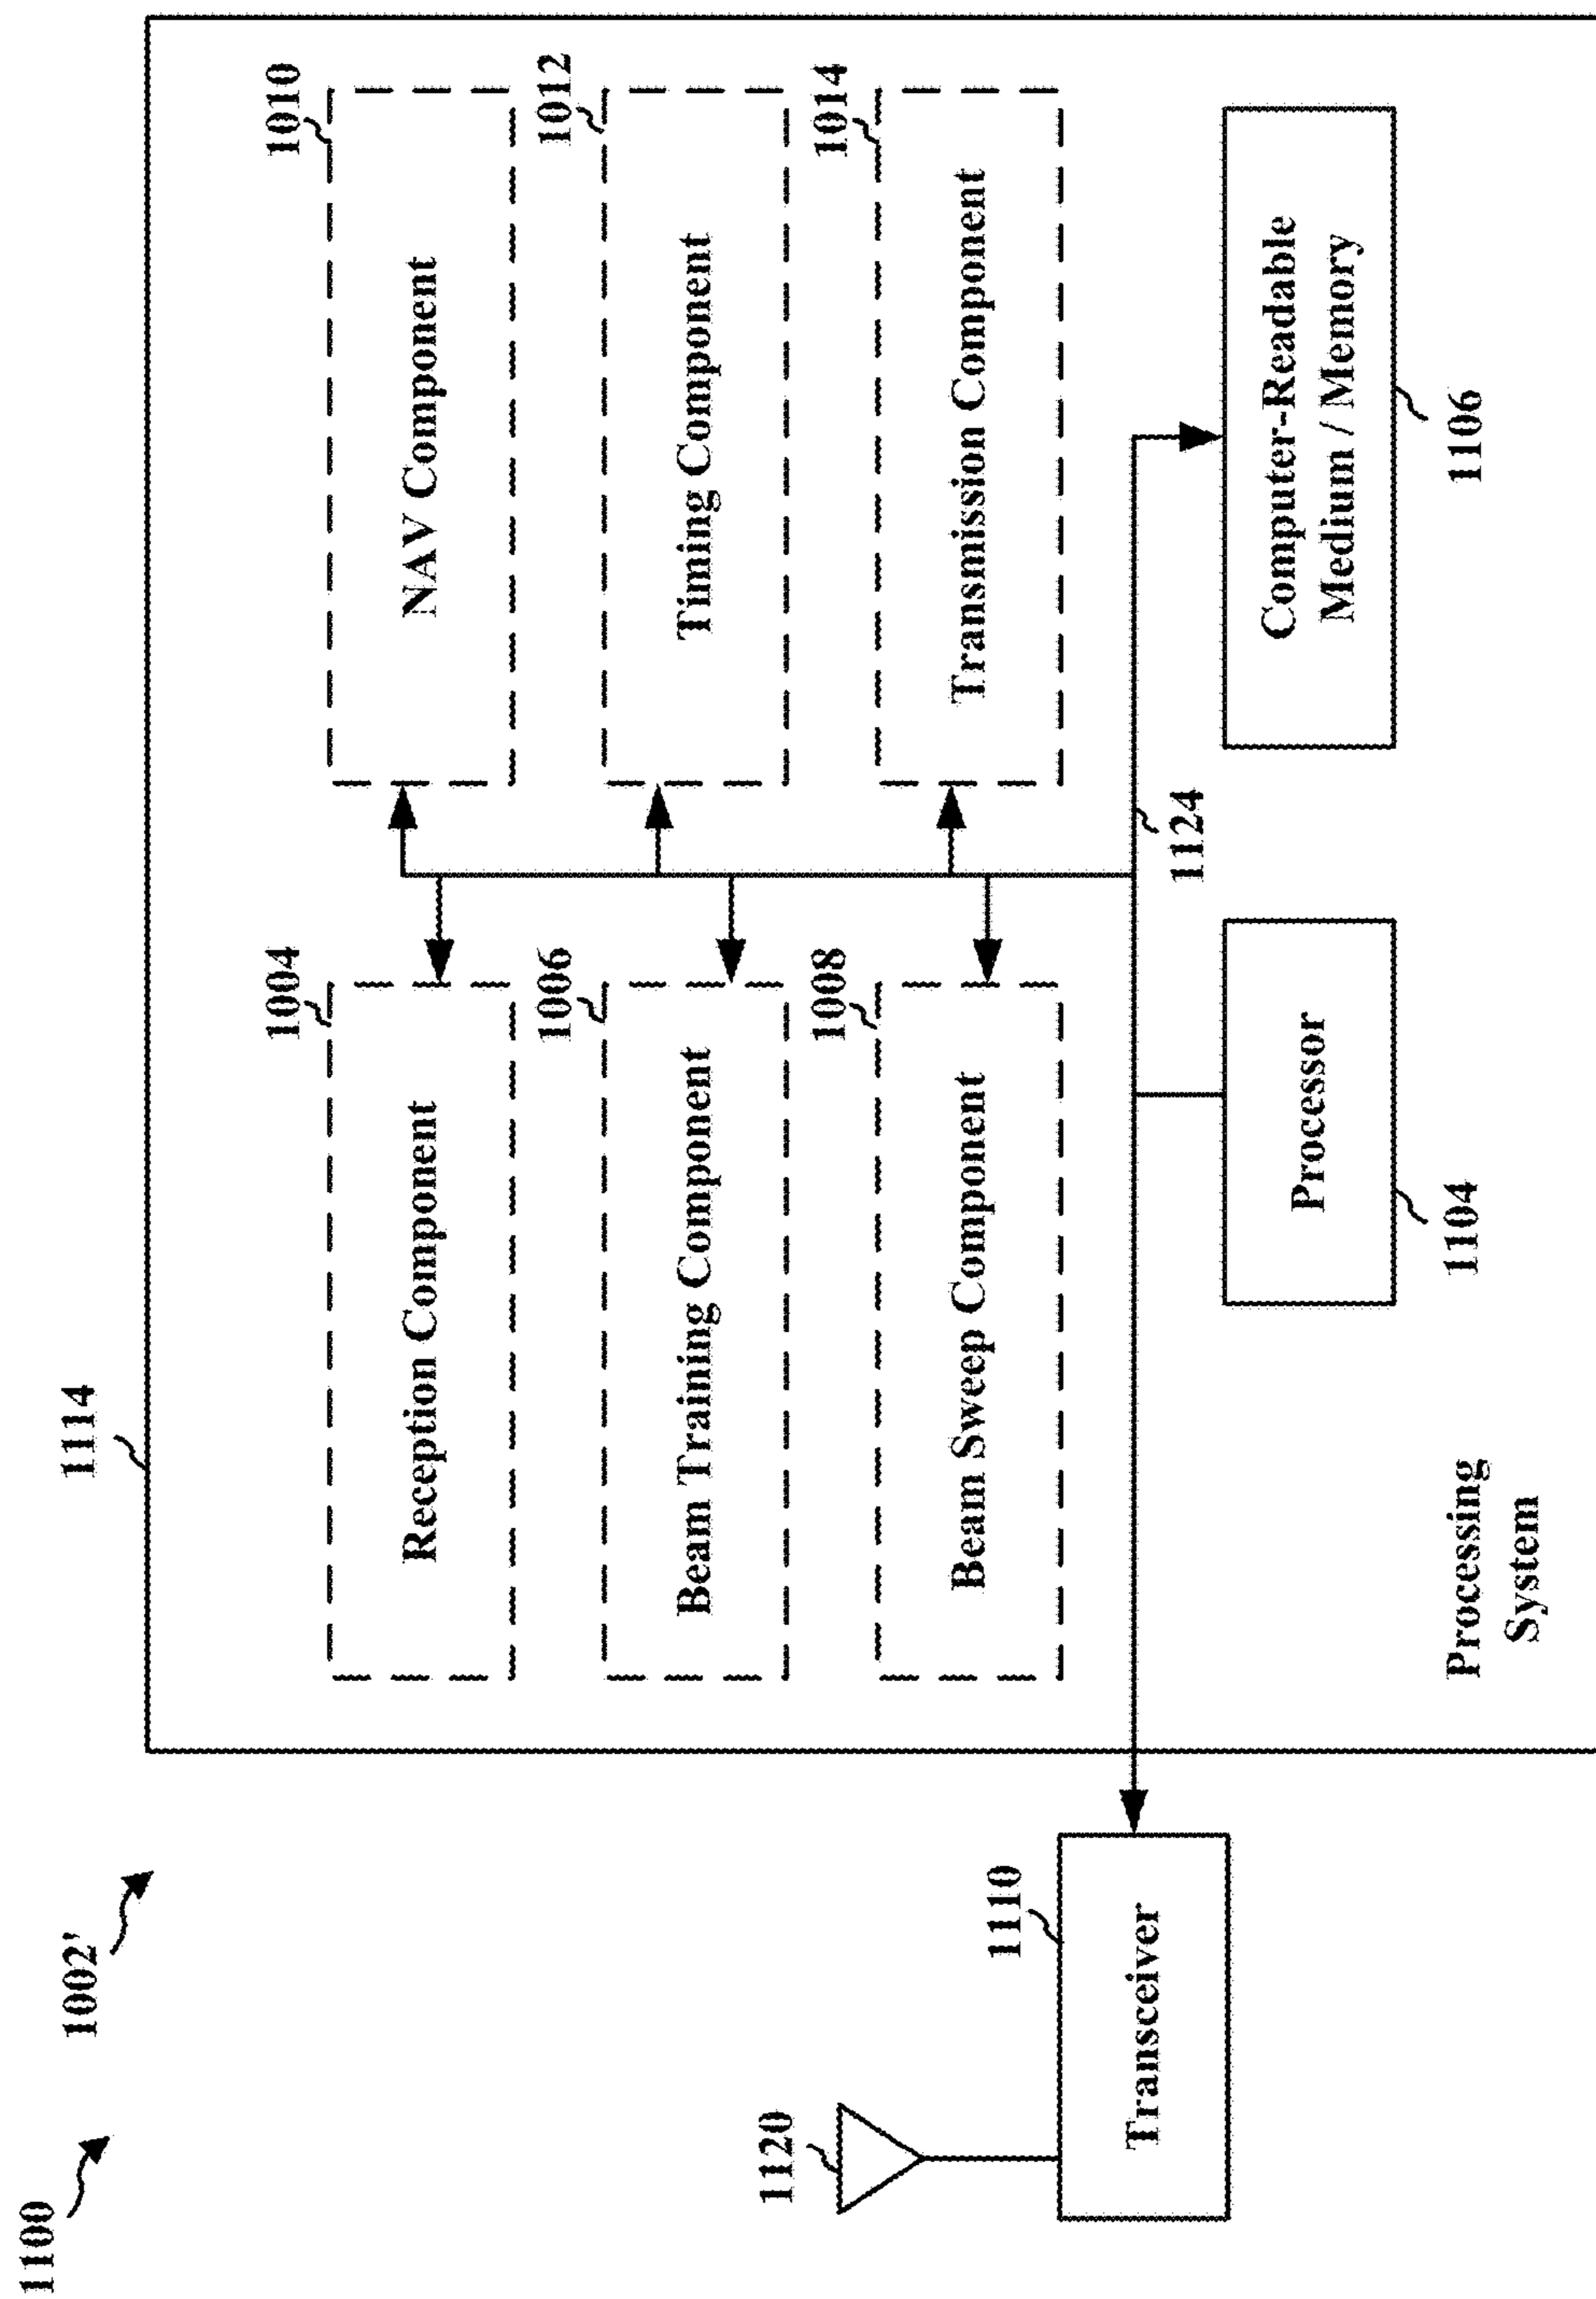 1100
1002'
1114
1004
1010
Reception Component
NAV Component
1006
1012
Beam Training Component
Timing Component
1008
1014
Beam Sweep Component
Transmission Component
1120
1110
Transceiver
1124
Processor
Computer-Readable
Medium / Memory
1104
1106
Processing
System